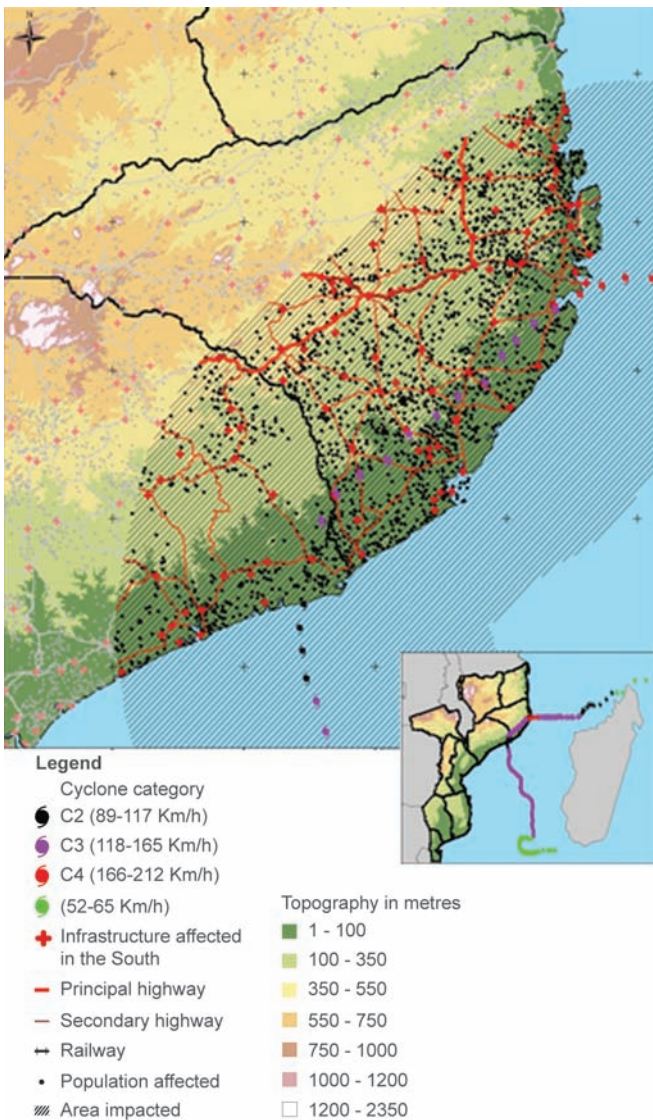 N
Legend
Cyclone category
C2 (89-117 Km/h)
C3 (118-165 Km/h)
C4 (166-212 Km/h)
(52-65 Km/h)
Infrastructure affected
in the South
Principal highway
Secondary highway
Railway
Population affected
Area impacted
Topography in metres
1 - 100
100 - 350
350 - 550
550 - 750
750 - 1000
1000 - 1200
1200 - 2350